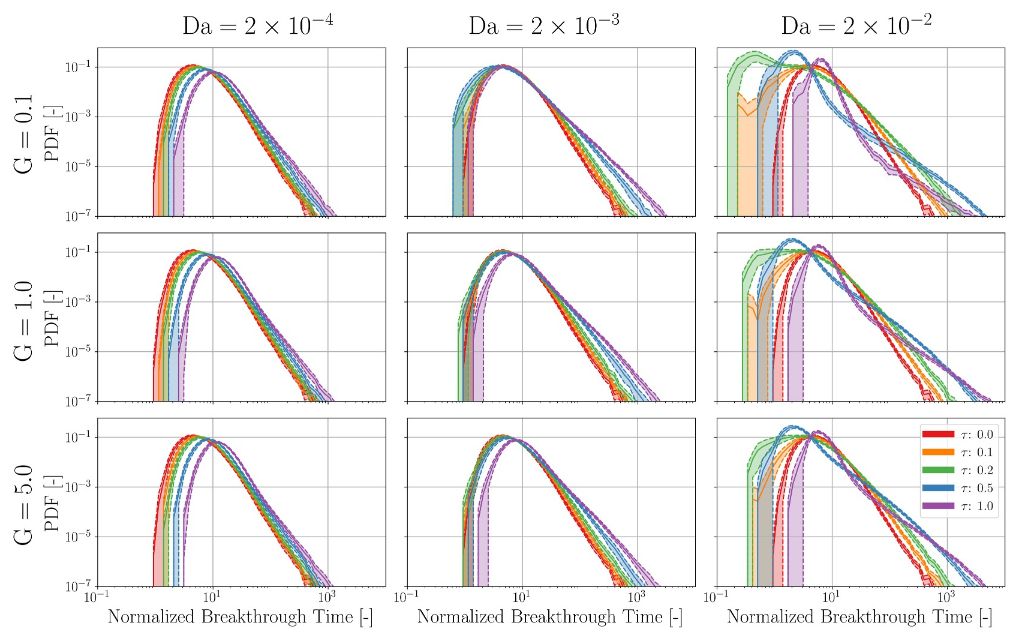 Da = 2 × 10⁻⁴ Da = 2 × 10⁻³ Da = 2 × 10⁻²
G = 0.1
PDF [-]
10⁻¹
10⁻³
10⁻⁵
10⁻⁷
G = 1.0
PDF [-]
10⁻¹
10⁻³
10⁻⁵
10⁻⁷
G = 5.0
PDF [-]
10⁻¹
10⁻³
10⁻⁵
10⁻⁷
τ: 0.0
τ: 0.1
τ: 0.2
τ: 0.5
τ: 1.0
10⁻¹ 10¹ 10³ 10⁻¹ 10¹ 10³ 10⁻¹ 10¹ 10³
Normalized Breakthrough Time [-] Normalized Breakthrough Time [-] Normalized Breakthrough Time [-]